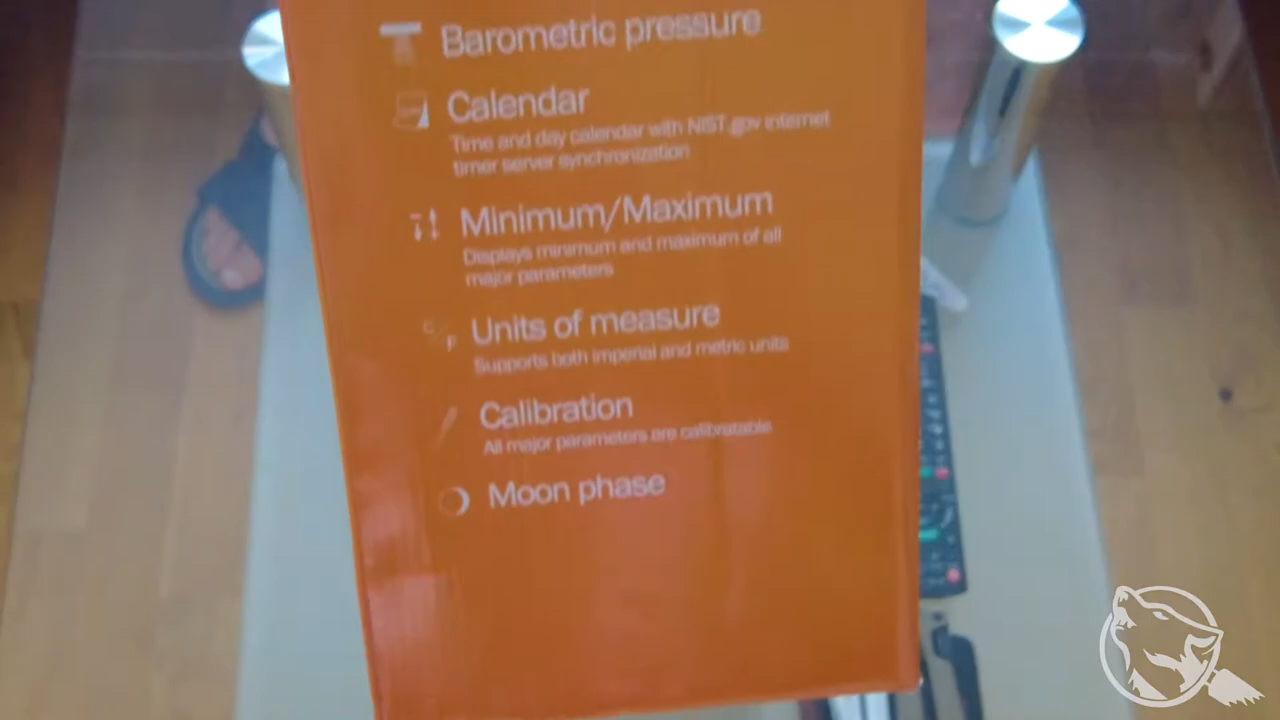 Barometric pressure
Calendar
Time and day calendar with NIST.gov internet
timer server synchronization
Minimum/Maximum
Displays minimum and maximum of all
major parameters
C
F
Units of measure
Supports both imperial and metric units
Calibration
All major parameters are calibratable
Moon phase